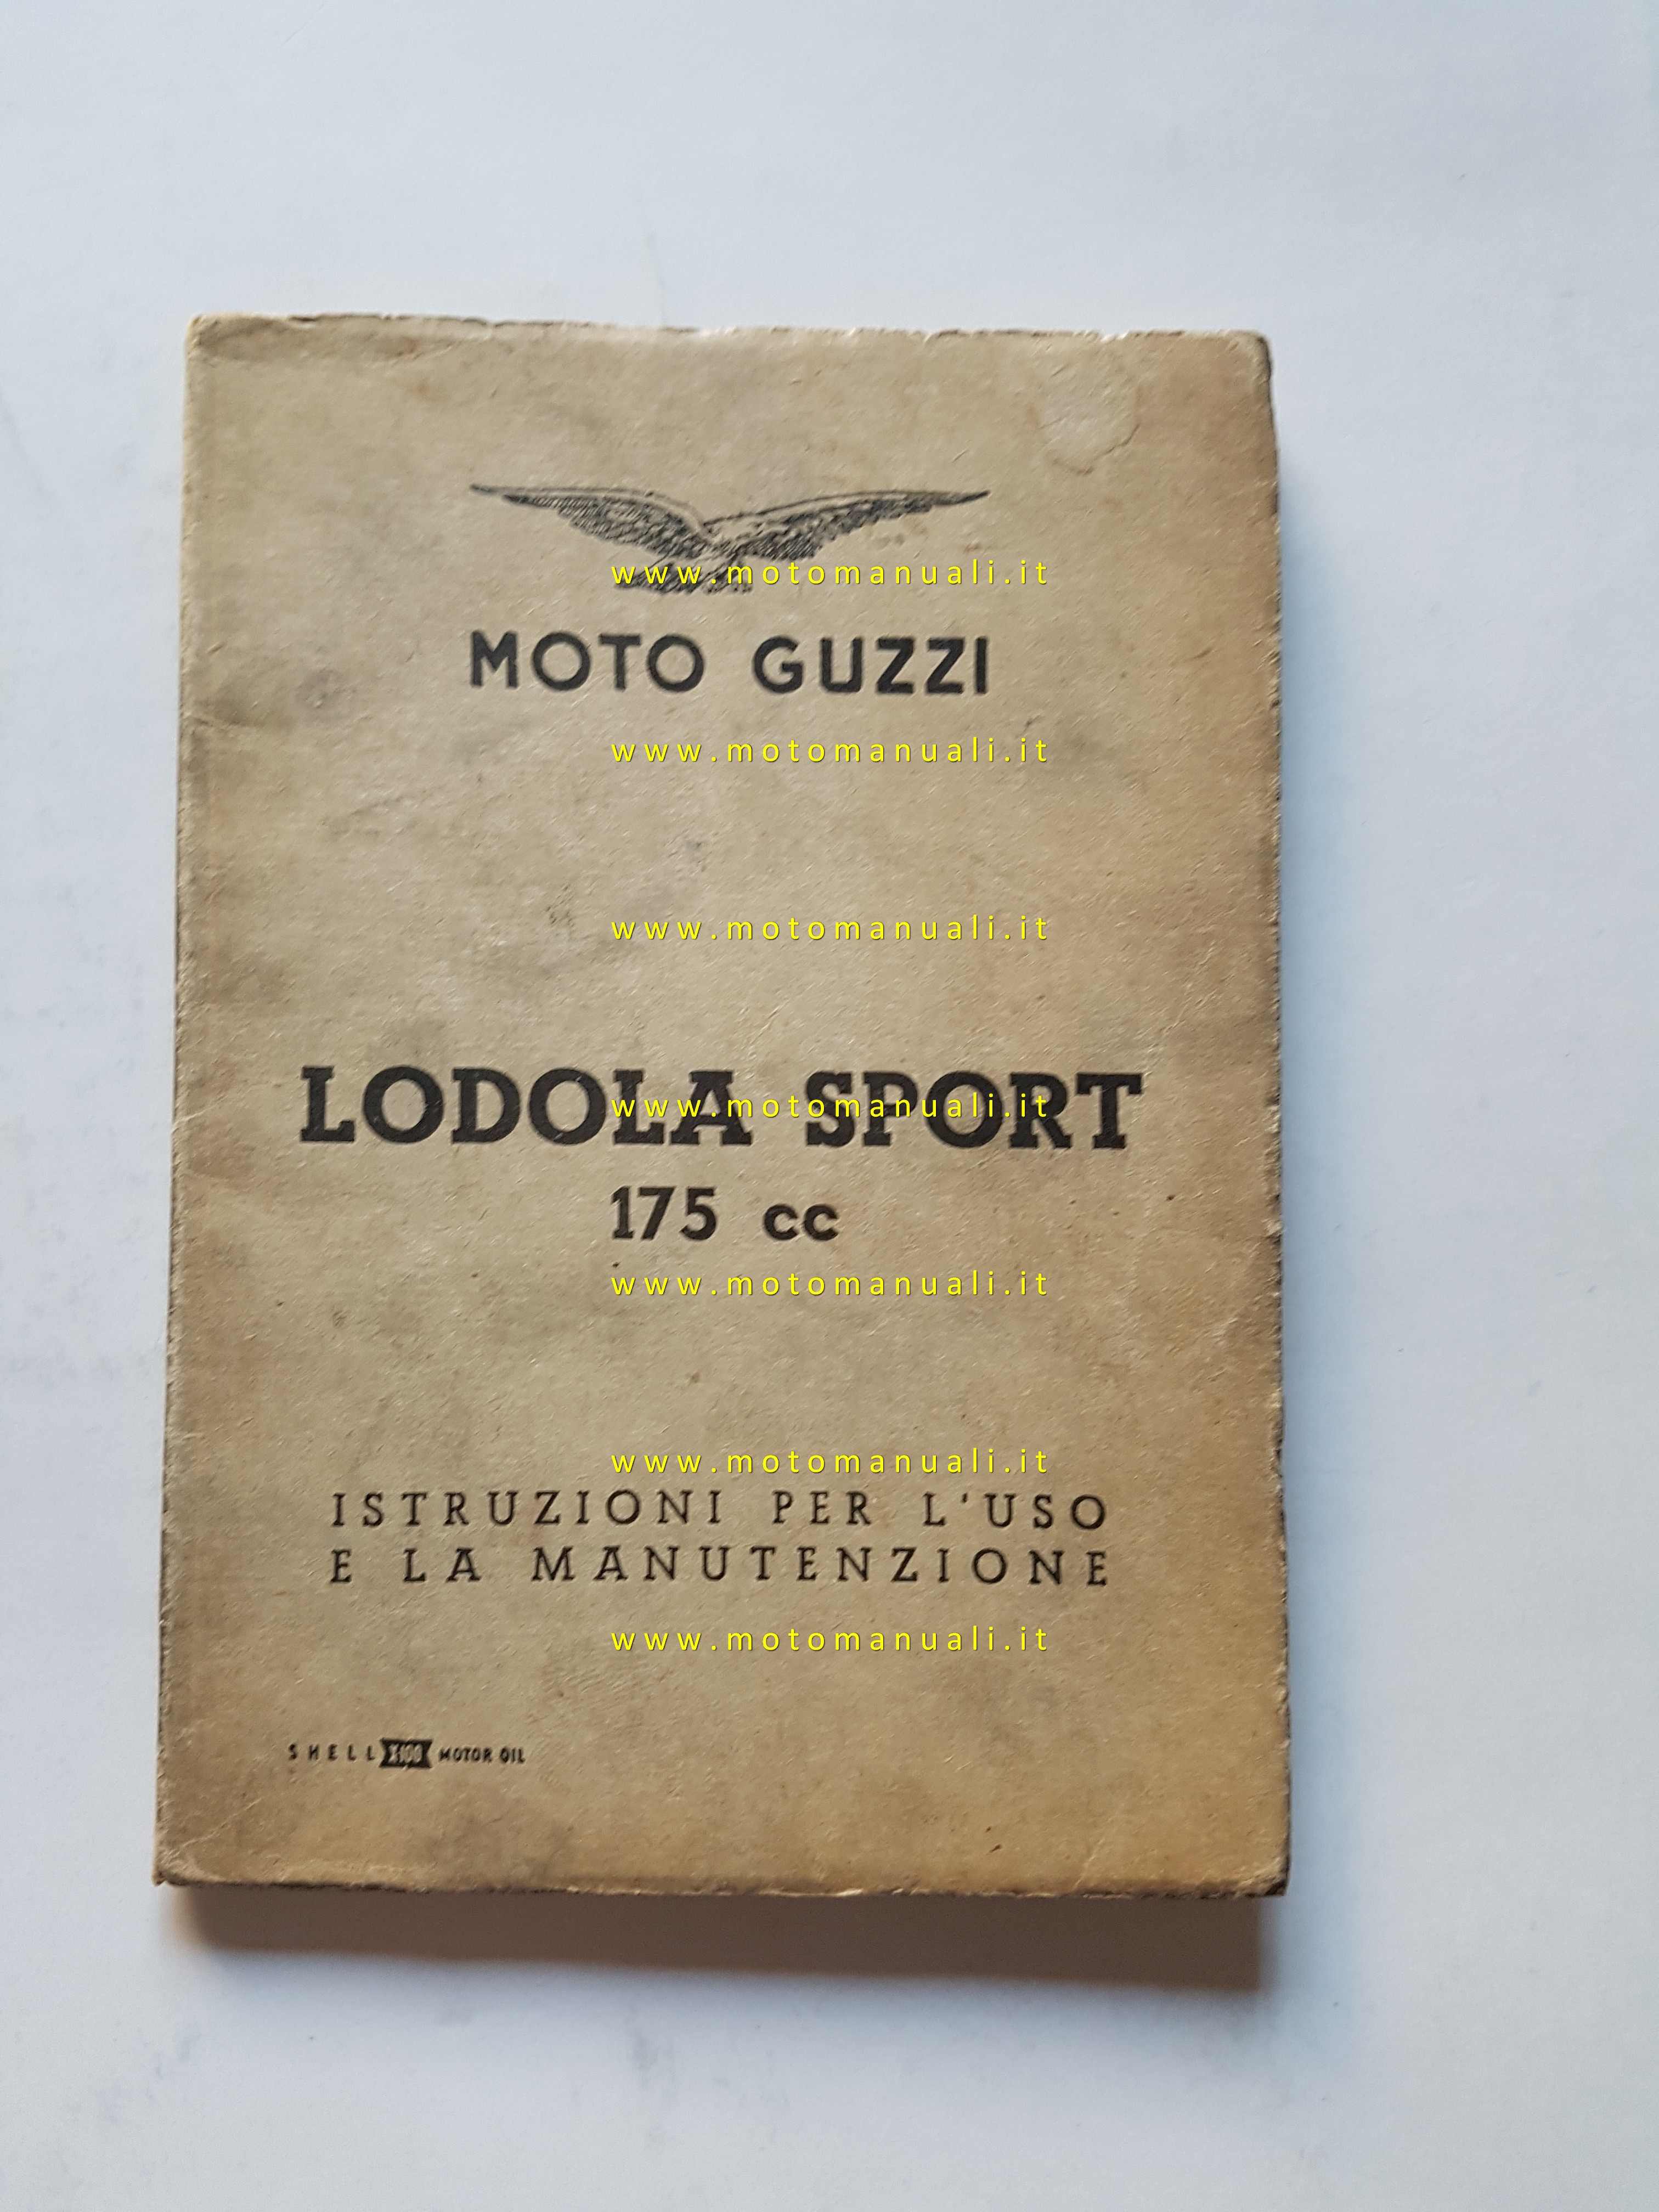 www.motomanuali.it
MOTO GUZZI
www.motomanuali.it
www.motomanuali.it
LODOLA SPORT
www.motomanuali.it
175 cc
www.motomanuali.it
www.motomanuali.it
ISTRUZIONI PER L'USO
E LA MANUTENZIONE
www.motomanuali.it
SHELL X-100 MOTOR OIL